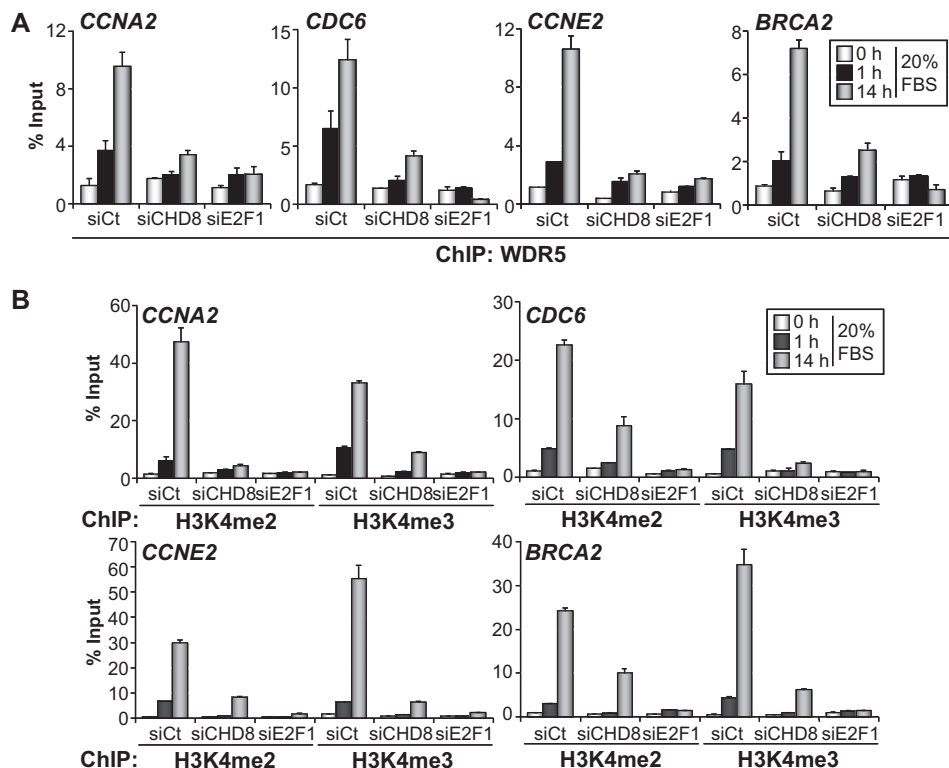 A
CCNA2
CDC6
CCNE2
BRCA2
0 h
1 h
14 h
20%
FBS
% Input
12
8
4
0
15
10
5
0
12
8
4
0
8
6
4
2
0
siCt siCHD8 siE2F1
siCt siCHD8 siE2F1
siCt siCHD8 siE2F1
siCt siCHD8 siE2F1
ChIP: WDR5
B
CCNA2
CDC6
0 h
1 h
14 h
20%
FBS
% Input
60
40
20
0
30
20
10
0
siCt siCHD8 siE2F1 siCt siCHD8 siE2F1
siCt siCHD8 siE2F1 siCt siCHD8 siE2F1
ChIP: H3K4me2 H3K4me3 H3K4me2 H3K4me3
CCNE2
BRCA2
% Input
70
60
50
40
30
20
10
0
40
30
20
10
0
siCt siCHD8 siE2F1 siCt siCHD8 siE2F1
siCt siCHD8 siE2F1 siCt siCHD8 siE2F1
ChIP: H3K4me2 H3K4me3 H3K4me2 H3K4me3